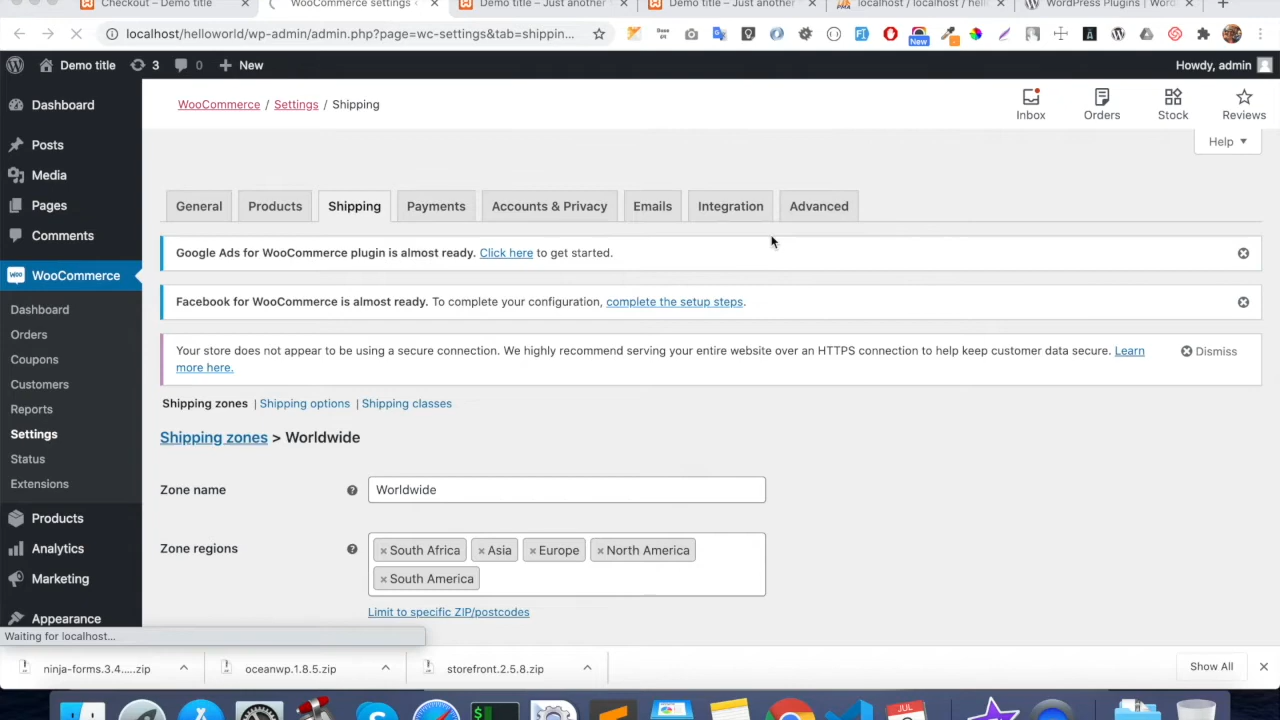 Checkout – Demo title
WooCommerce settings ‹
Demo title – Just another
Demo title – Just another
localhost / localhost / hello
WordPress Plugins | Word
localhost/helloworld/wp-admin/admin.php?page=wc-settings&tab=shippin...
New
Demo title
3
0
New
Howdy, admin
Dashboard
Posts
Media
Pages
Comments
WooCommerce
Dashboard
Orders
Coupons
Customers
Reports
Settings
Status
Extensions
Products
Analytics
Marketing
Appearance
WooCommerce / Settings / Shipping
Inbox
Orders
Stock
Reviews
Help
General
Products
Shipping
Payments
Accounts & Privacy
Emails
Integration
Advanced
Google Ads for WooCommerce plugin is almost ready. Click here to get started.
Facebook for WooCommerce is almost ready. To complete your configuration, complete the setup steps.
Your store does not appear to be using a secure connection. We highly recommend serving your entire website over an HTTPS connection to help keep customer data secure. Learn
more here.
Dismiss
Shipping zones | Shipping options | Shipping classes
Shipping zones > Worldwide
Zone name
Worldwide
Zone regions
× South Africa × Asia × Europe × North America
× South America
Limit to specific ZIP/postcodes
Waiting for localhost...
ninja-forms.3.4.....zip
oceanwp.1.8.5.zip
storefront.2.5.8.zip
Show All
JUL